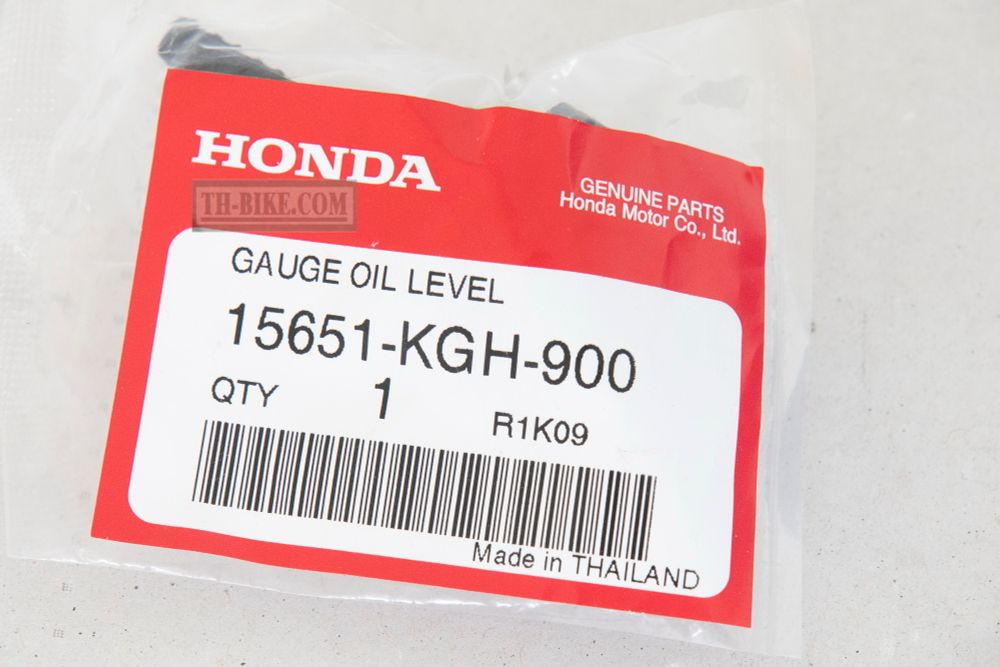 HONDA
TH-BIKE.COM
GENUINE PARTS
Honda Motor Co., Ltd.
GAUGE OIL LEVEL
15651-KGH-900
QTY 1 R1K09
Made in THAILAND